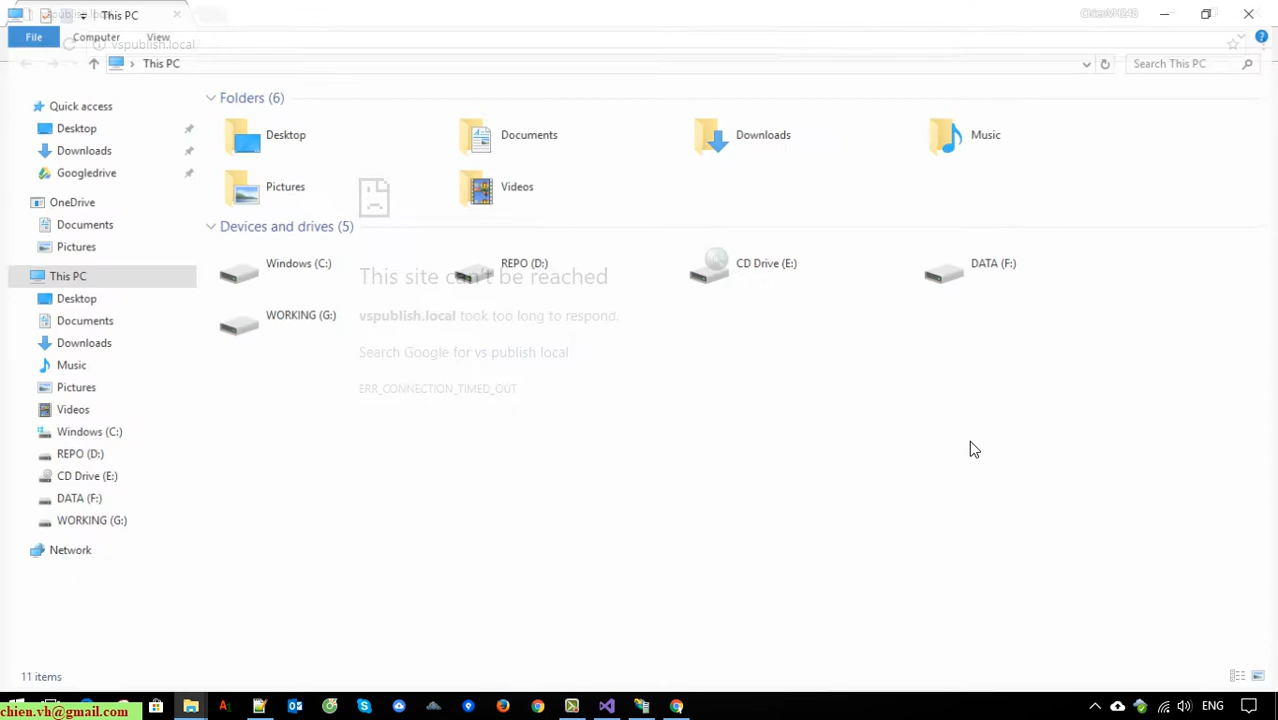 This PC
ChienVH248
File
Computer
View
vspublish.local
This PC
Search This PC
Folders (6)
Quick access
Desktop
Downloads
Googledrive
OneDrive
Documents
Pictures
This PC
Desktop
Documents
Downloads
Music
Pictures
Videos
Windows (C:)
REPO (D:)
CD Drive (E:)
DATA (F:)
WORKING (G:)
Network
Desktop
Documents
Downloads
Music
Pictures
Videos
Devices and drives (5)
Windows (C:)
REPO (D:)
CD Drive (E:)
DATA (F:)
WORKING (G:)
This site can't be reached
vspublish.local took too long to respond.
Search Google for vs publish local
ERR_CONNECTION_TIMED_OUT
11 items
ENG
chien.vh@gmail.com